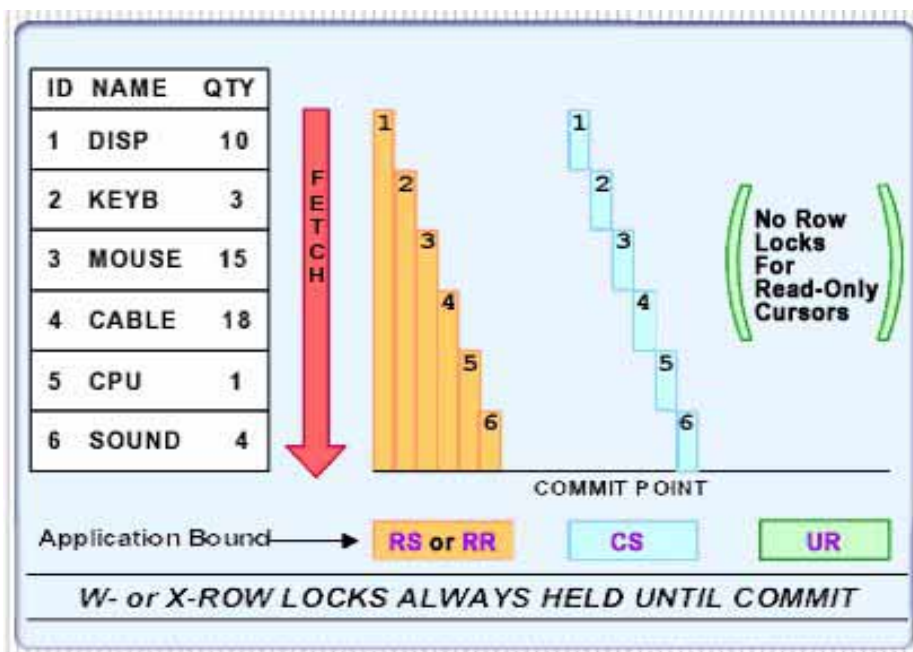 ID NAME QTY
1 DISP 10
2 KEYB 3
3 MOUSE 15
4 CABLE 18
5 CPU 1
6 SOUND 4
FETCH
1
2
3
4
5
6
1
2
3
4
5
6
No Row
Locks
For
Read-Only
Cursors
COMMIT POINT
Application Bound
RS or RR
CS
UR
W- or X-ROW LOCKS ALWAYS HELD UNTIL COMMIT